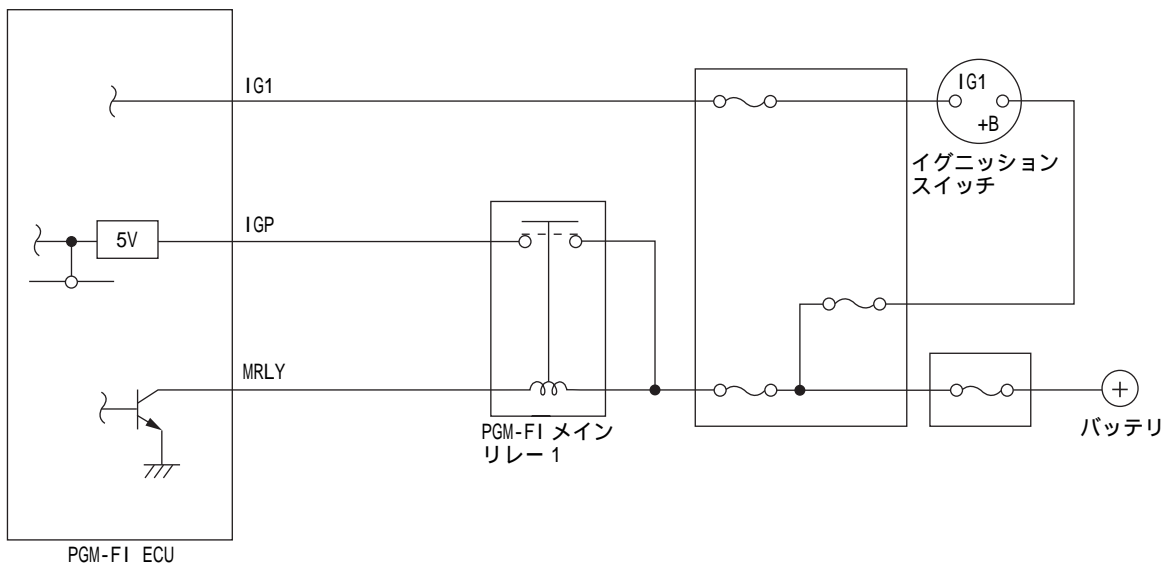 IG1
IG1
+B
イグニッション
スイッチ
IGP
5V
MRLY
PGM-FI メイン
リレー 1
+
バッテリ
PGM-FI ECU